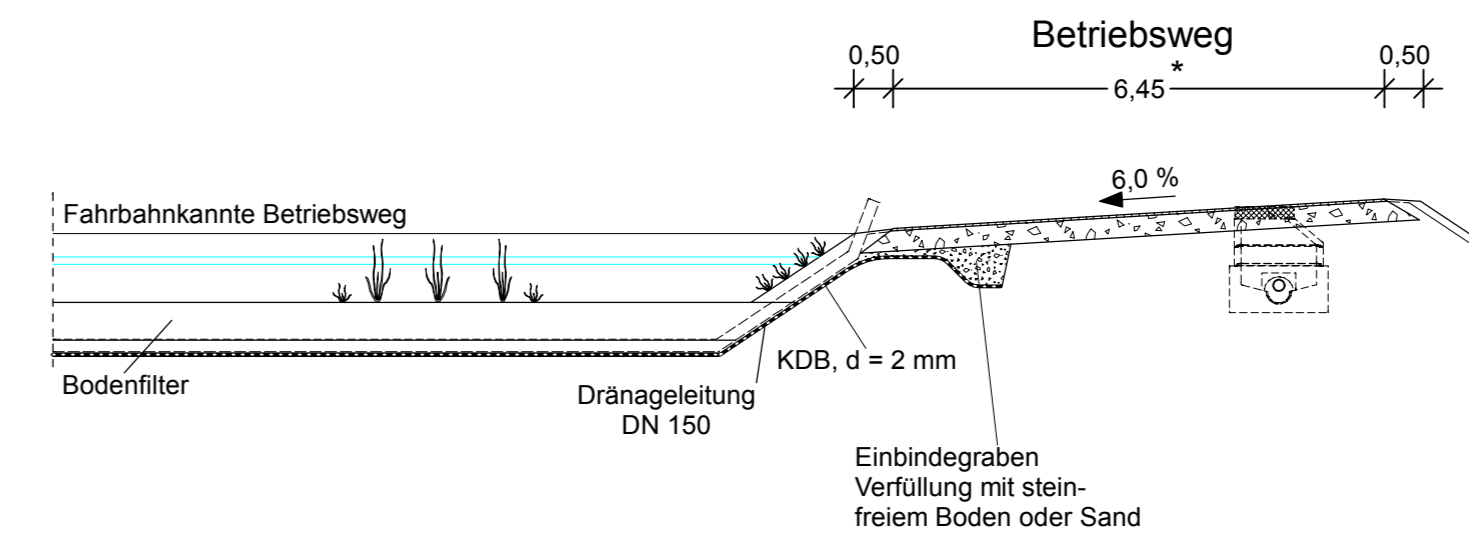 Betriebsweg
0,50
6,45 *
0,50
6,0 %
Fahrbahnkannte Betriebsweg
Bodenfilter
KDB, d = 2 mm
Dränageleitung
DN 150
Einbindegraben
Verfüllung mit stein-
freiem Boden oder Sand